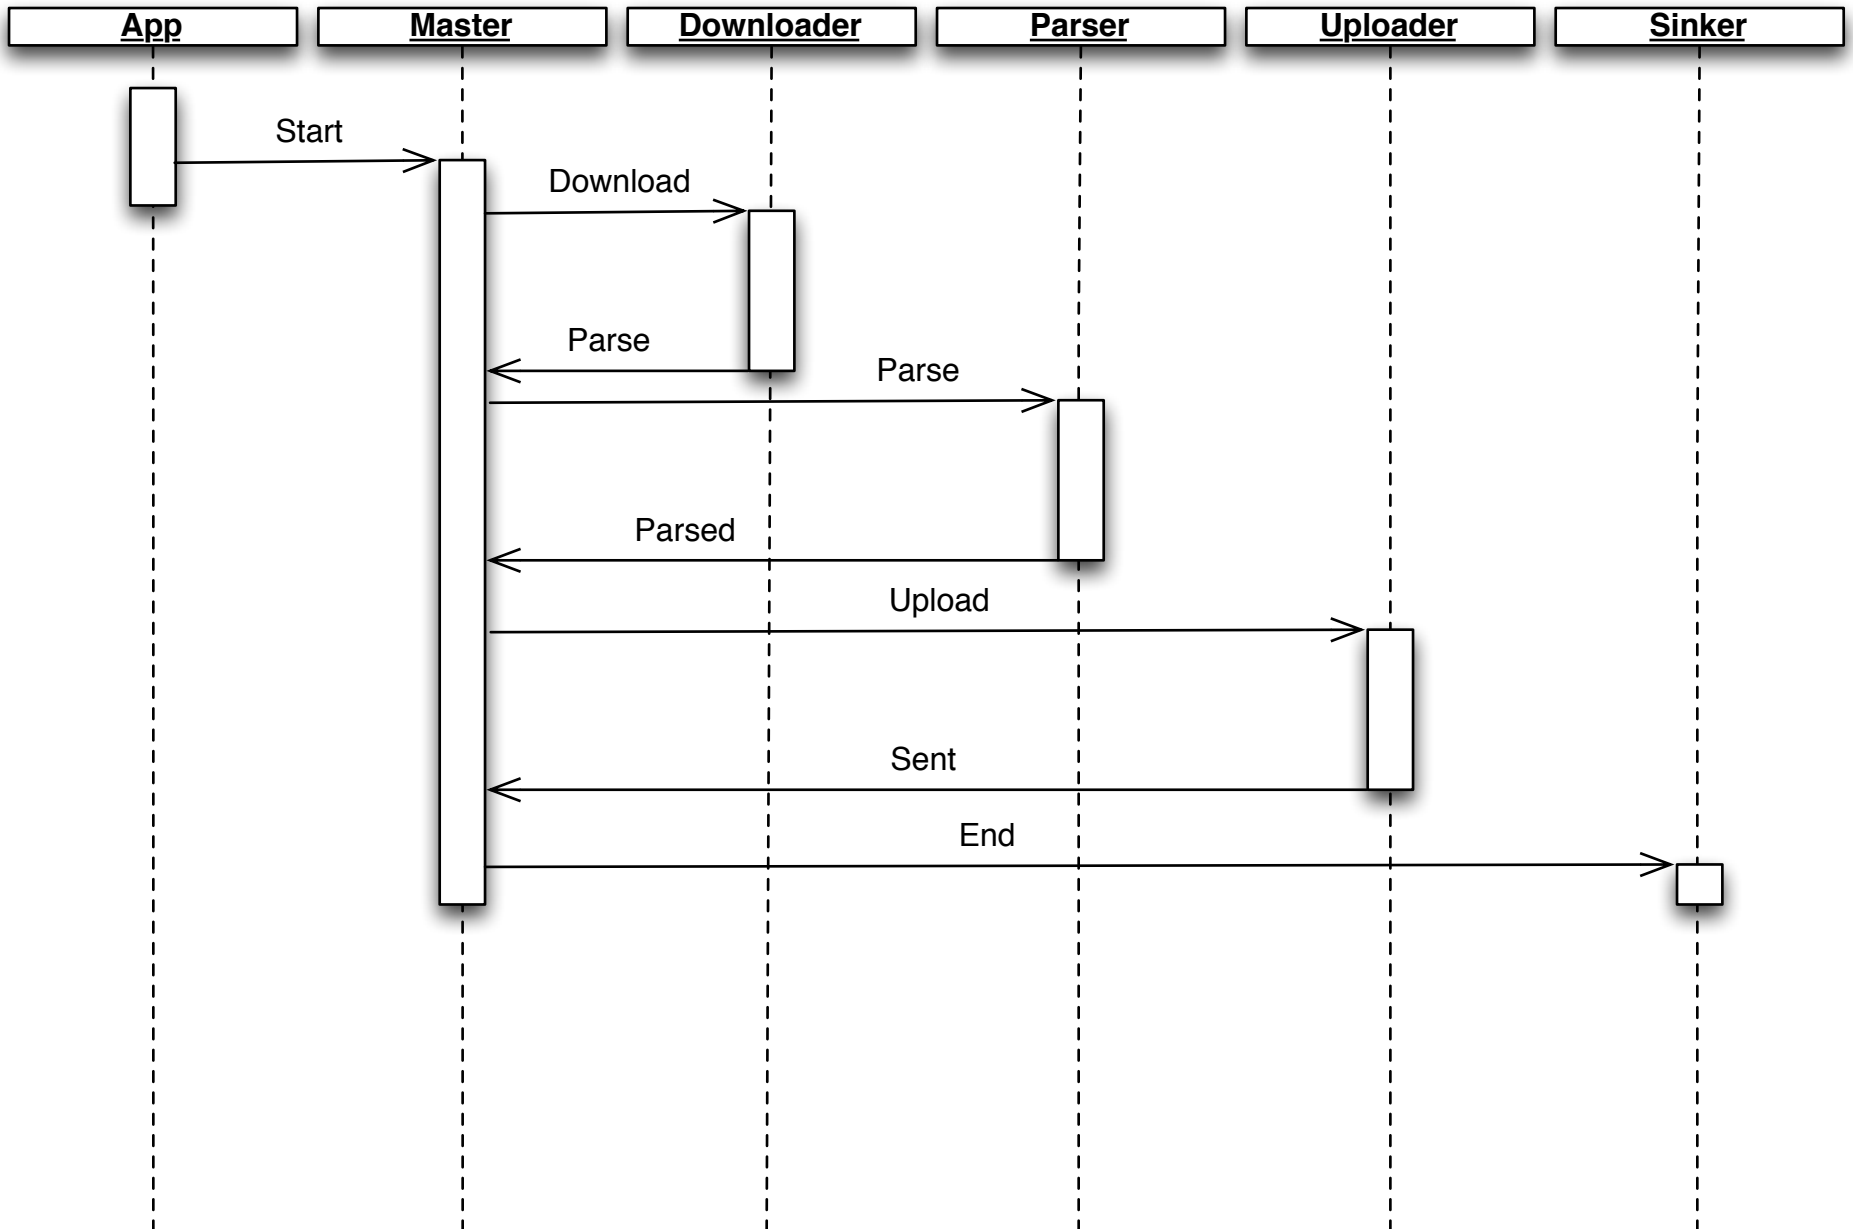 App
Master
Downloader
Parser
Uploader
Sinker
Start
Download
Parse
Parse
Parsed
Upload
Sent
End